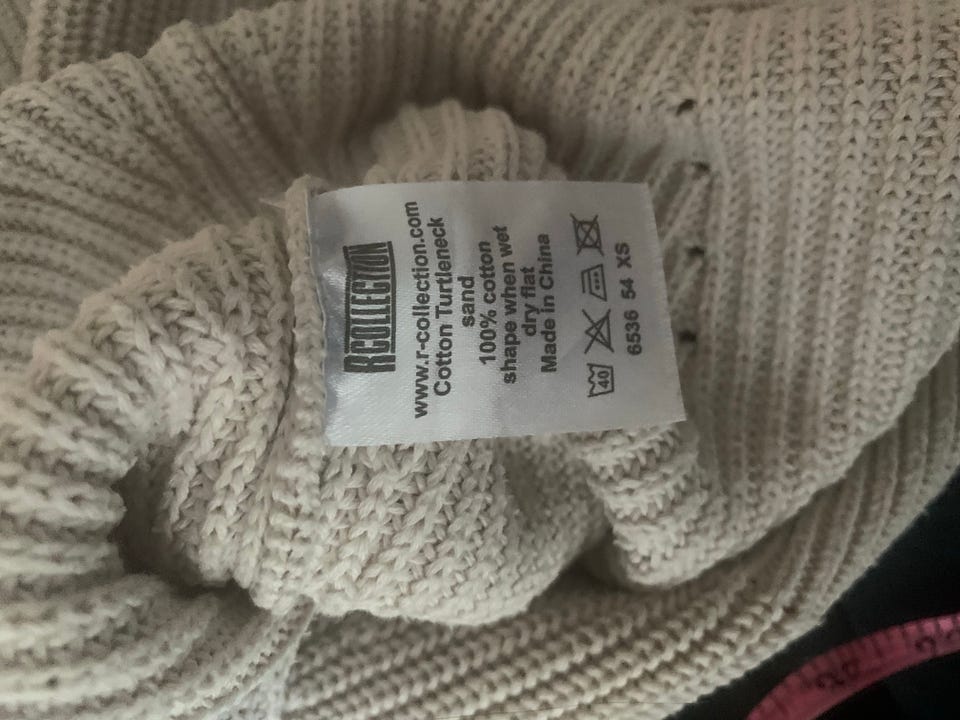 RCOLLECTION
www.r-collection.com
Cotton Turtleneck
sand
100% cotton
shape when wet
dry flat
Made in China
40
6536 54 XS